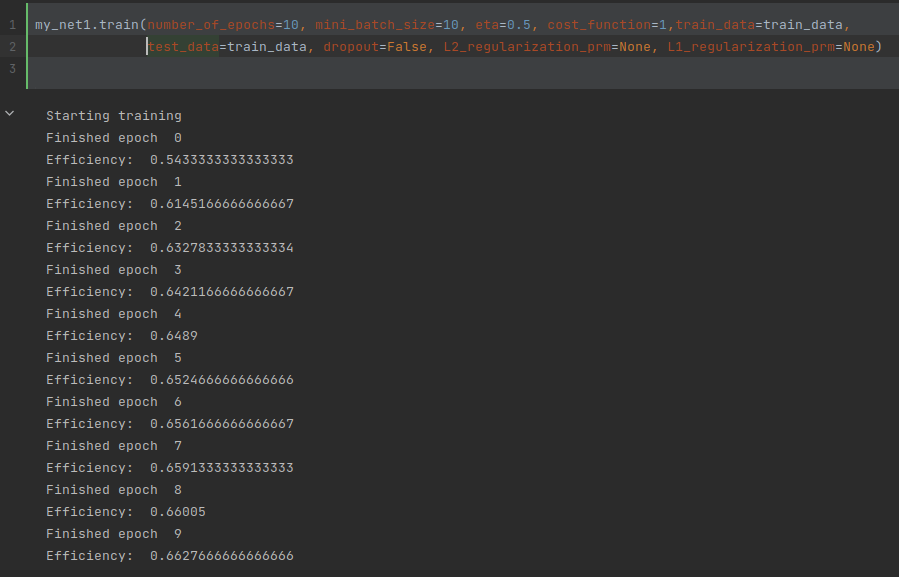 1 my_net1.train(number_of_epochs=10, mini_batch_size=10, eta=0.5, cost_function=1,train_data=train_data,
2 test_data=train_data, dropout=False, L2_regularization_prm=None, L1_regularization_prm=None)
3
Starting training
Finished epoch  0
Efficiency:  0.5433333333333333
Finished epoch  1
Efficiency:  0.6145166666666667
Finished epoch  2
Efficiency:  0.6327833333333334
Finished epoch  3
Efficiency:  0.6421166666666667
Finished epoch  4
Efficiency:  0.6489
Finished epoch  5
Efficiency:  0.6524666666666666
Finished epoch  6
Efficiency:  0.6561666666666667
Finished epoch  7
Efficiency:  0.6591333333333333
Finished epoch  8
Efficiency:  0.66005
Finished epoch  9
Efficiency:  0.6627666666666666